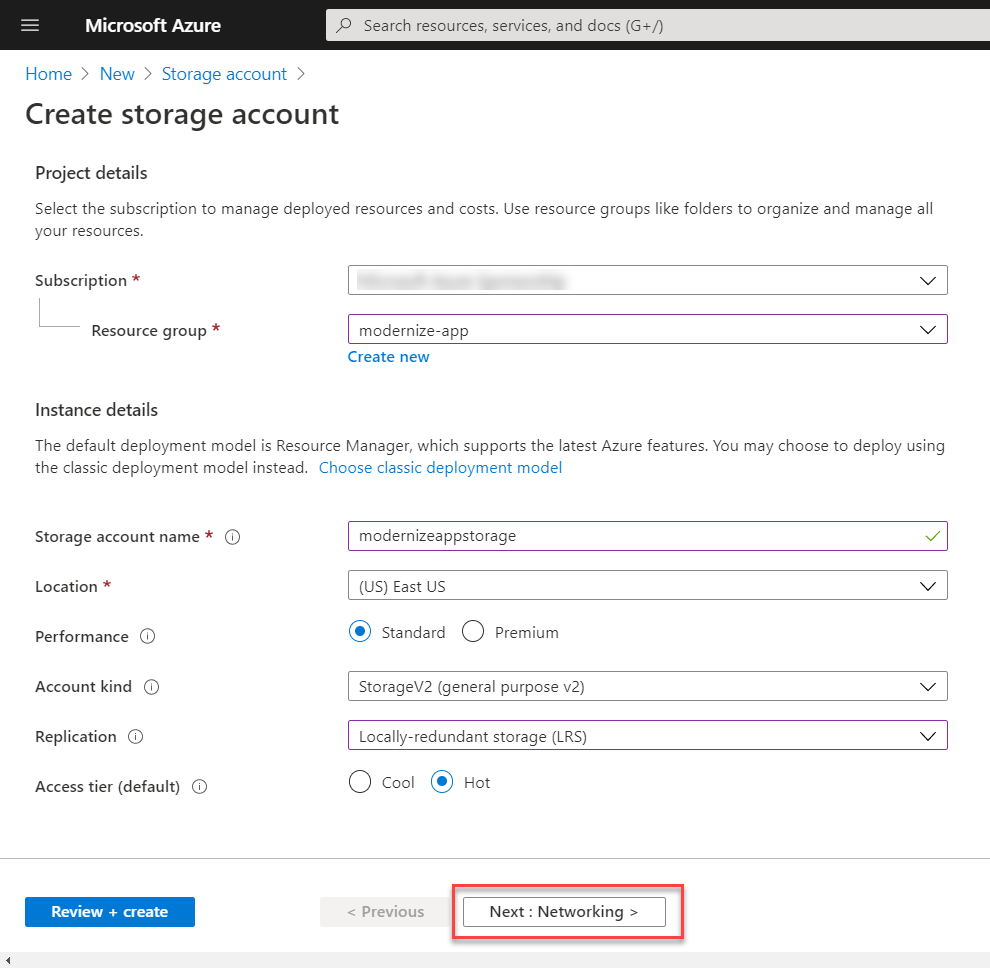 Microsoft Azure
Search resources, services, and docs (G+/)
Home > New > Storage account >
Create storage account
Project details
Select the subscription to manage deployed resources and costs. Use resource groups like folders to organize and manage all
your resources.
Subscription *
Resource group *
modernize-app
Create new
Instance details
The default deployment model is Resource Manager, which supports the latest Azure features. You may choose to deploy using
the classic deployment model instead. Choose classic deployment model
Storage account name *
modernizeappstorage
Location *
(US) East US
Performance
Standard
Premium
Account kind
StorageV2 (general purpose v2)
Replication
Locally-redundant storage (LRS)
Access tier (default)
Cool
Hot
Review + create
< Previous
Next : Networking >